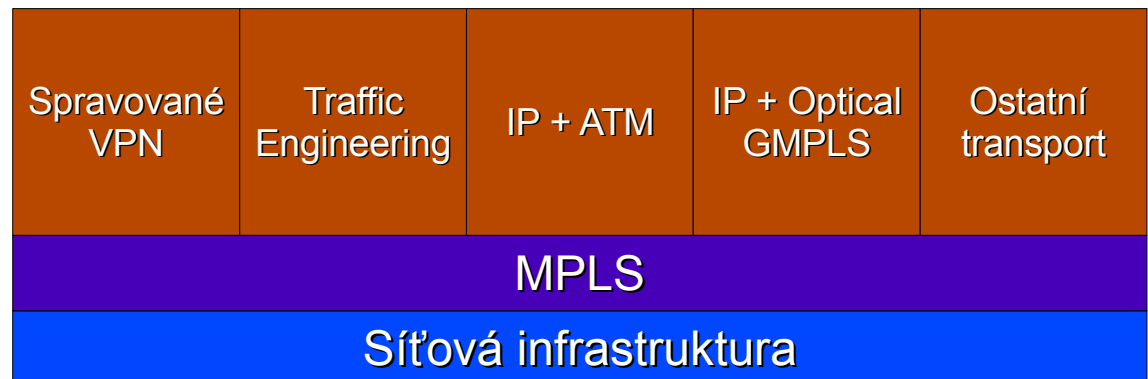 Spravované
VPN
Traffic
Engineering
IP + ATM
IP + Optical
GMPLS
Ostatní
transport
MPLS
Síťová infrastruktura